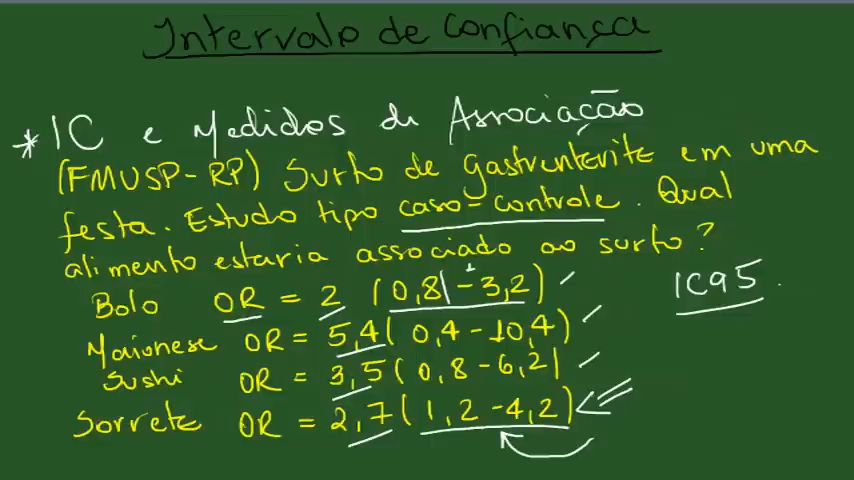 Intervalo de confiança
* IC e Medidas de Associação
(FMUSP-RP) Surto de gastrenterite em uma
festa. Estudo tipo caso-controle. Qual
alimento estaria associado ao surto?
Bolo OR = 2 (0,8 - 3,2)
IC95
Maionese OR = 5,4 (0,4 - 10,4)
Sushi OR = 3,5 (0,8 - 6,2)
Sorvete OR = 2,7 (1,2 - 4,2)